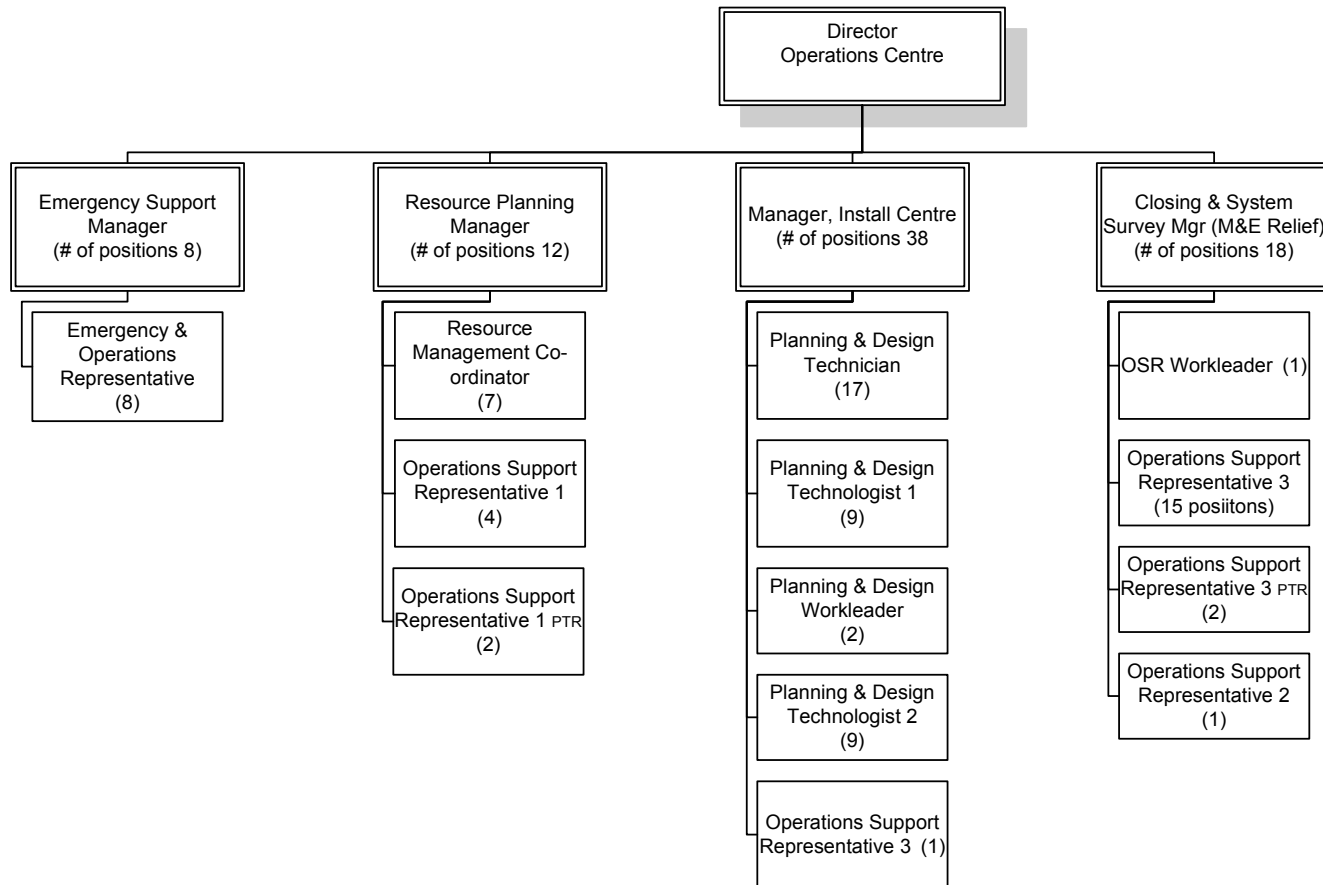 Director
Operations Centre
Emergency Support
Manager
(# of positions 8)
Resource Planning
Manager
(# of positions 12)
Manager, Install Centre
(# of positions 38
Closing & System
Survey Mgr (M&E Relief)
(# of positions 18)
Emergency &
Operations
Representative
(8)
Resource
Management Co-
ordinator
(7)
Operations Support
Representative 1
(4)
Operations Support
Representative 1 PTR
(2)
Planning & Design
Technician
(17)
Planning & Design
Technologist 1
(9)
Planning & Design
Workleader
(2)
Planning & Design
Technologist 2
(9)
Operations Support
Representative 3 (1)
OSR Workleader (1)
Operations Support
Representative 3
(15 posiitons)
Operations Support
Representative 3 PTR
(2)
Operations Support
Representative 2
(1)